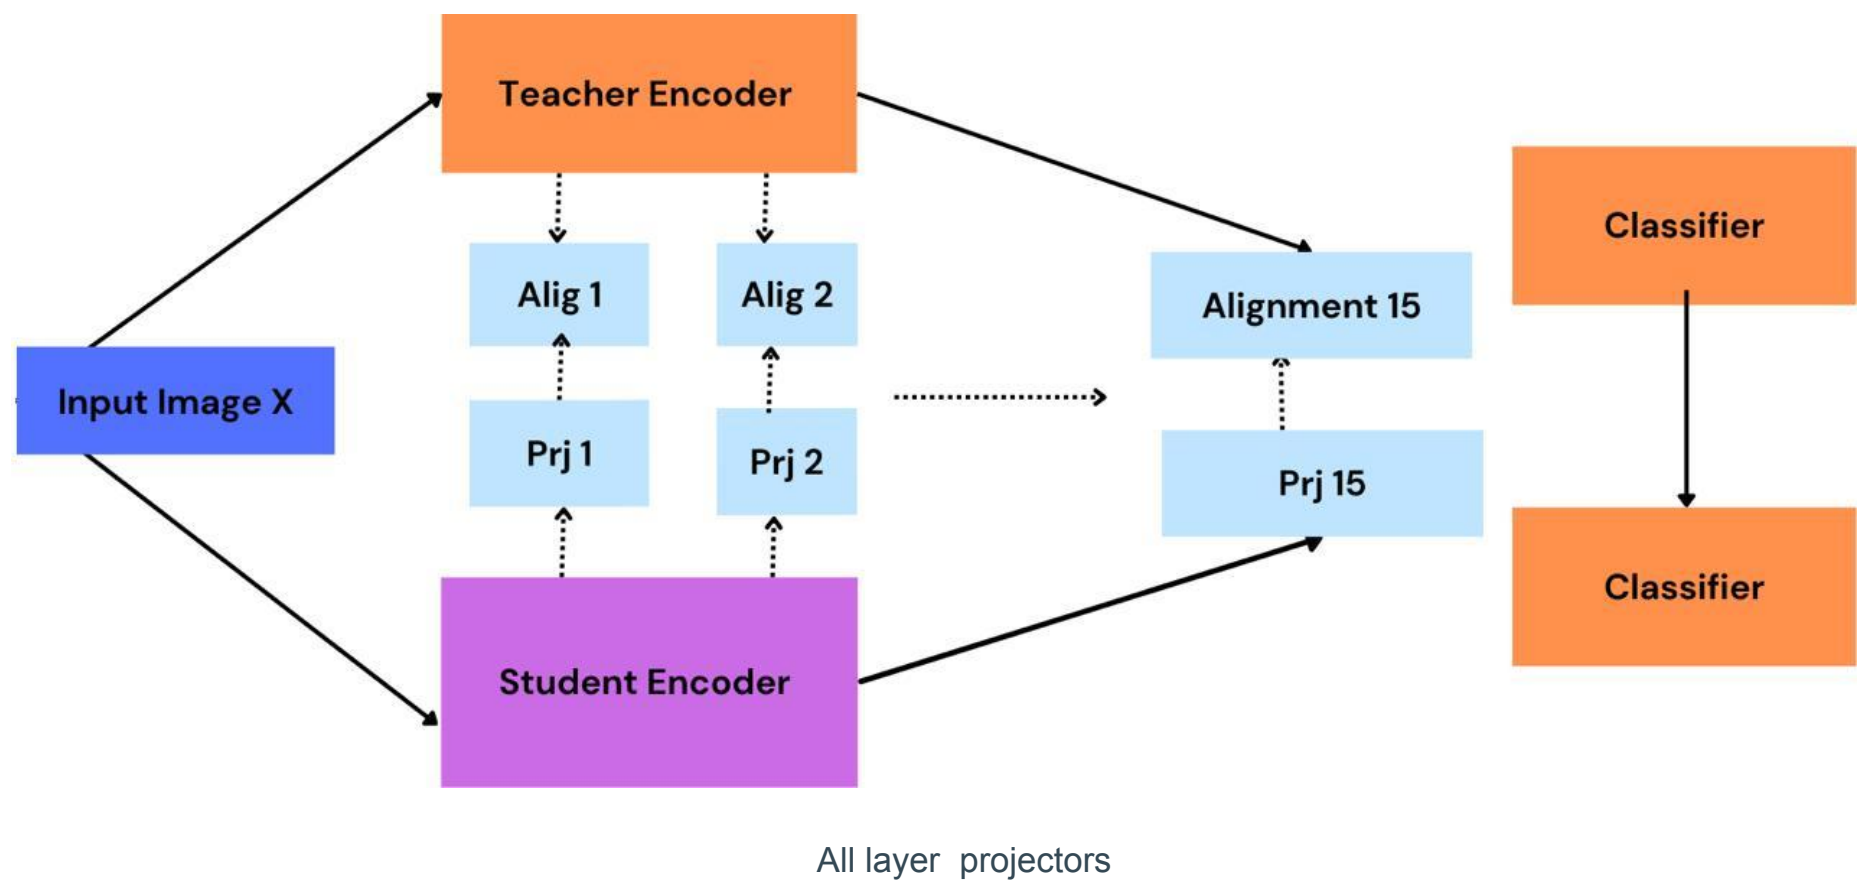 Teacher Encoder
Classifier
Alig 1
Alig 2
Alignment 15
Input Image X
Prj 1
Prj 2
Prj 15
Classifier
Student Encoder
All layer  projectors